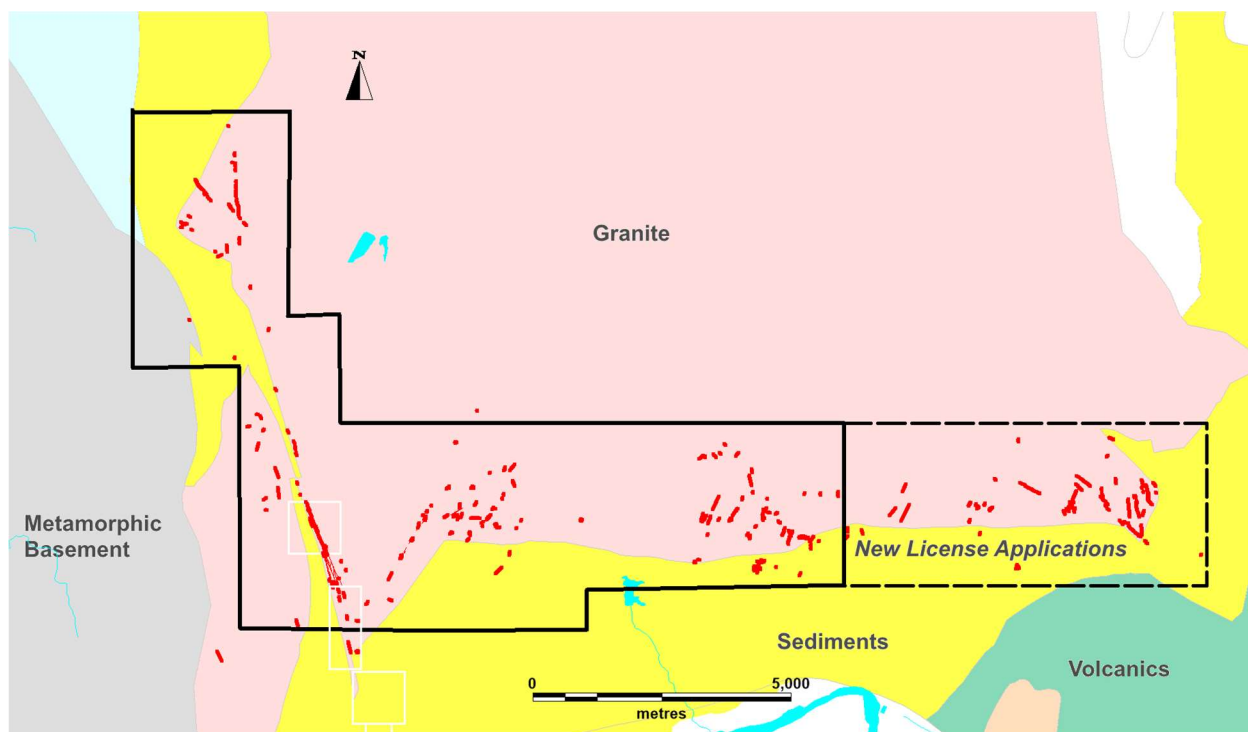 N
Granite
Metamorphic
Basement
New License Applications
Sediments
Volcanics
0 5,000
metres